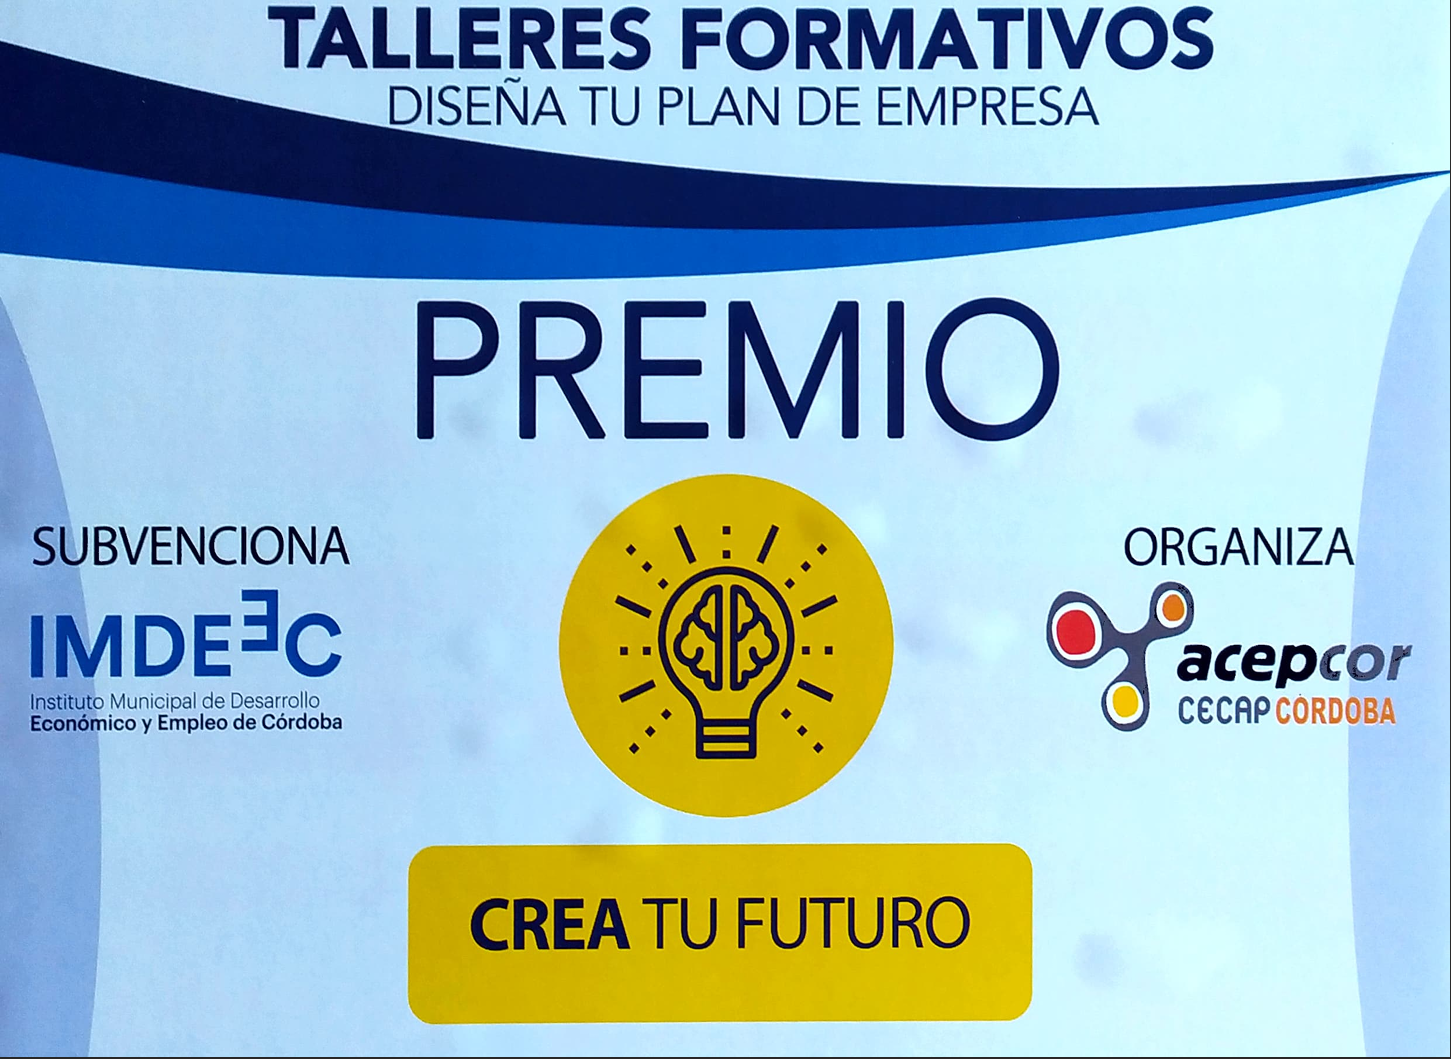 TALLERES FORMATIVOS
DISEÑA TU PLAN DE EMPRESA
PREMIO
SUBVENCIONA
IMDEEC
Instituto Municipal de Desarrollo
Económico y Empleo de Córdoba
ORGANIZA
acepcor
CECAP CÓRDOBA
CREA TU FUTURO